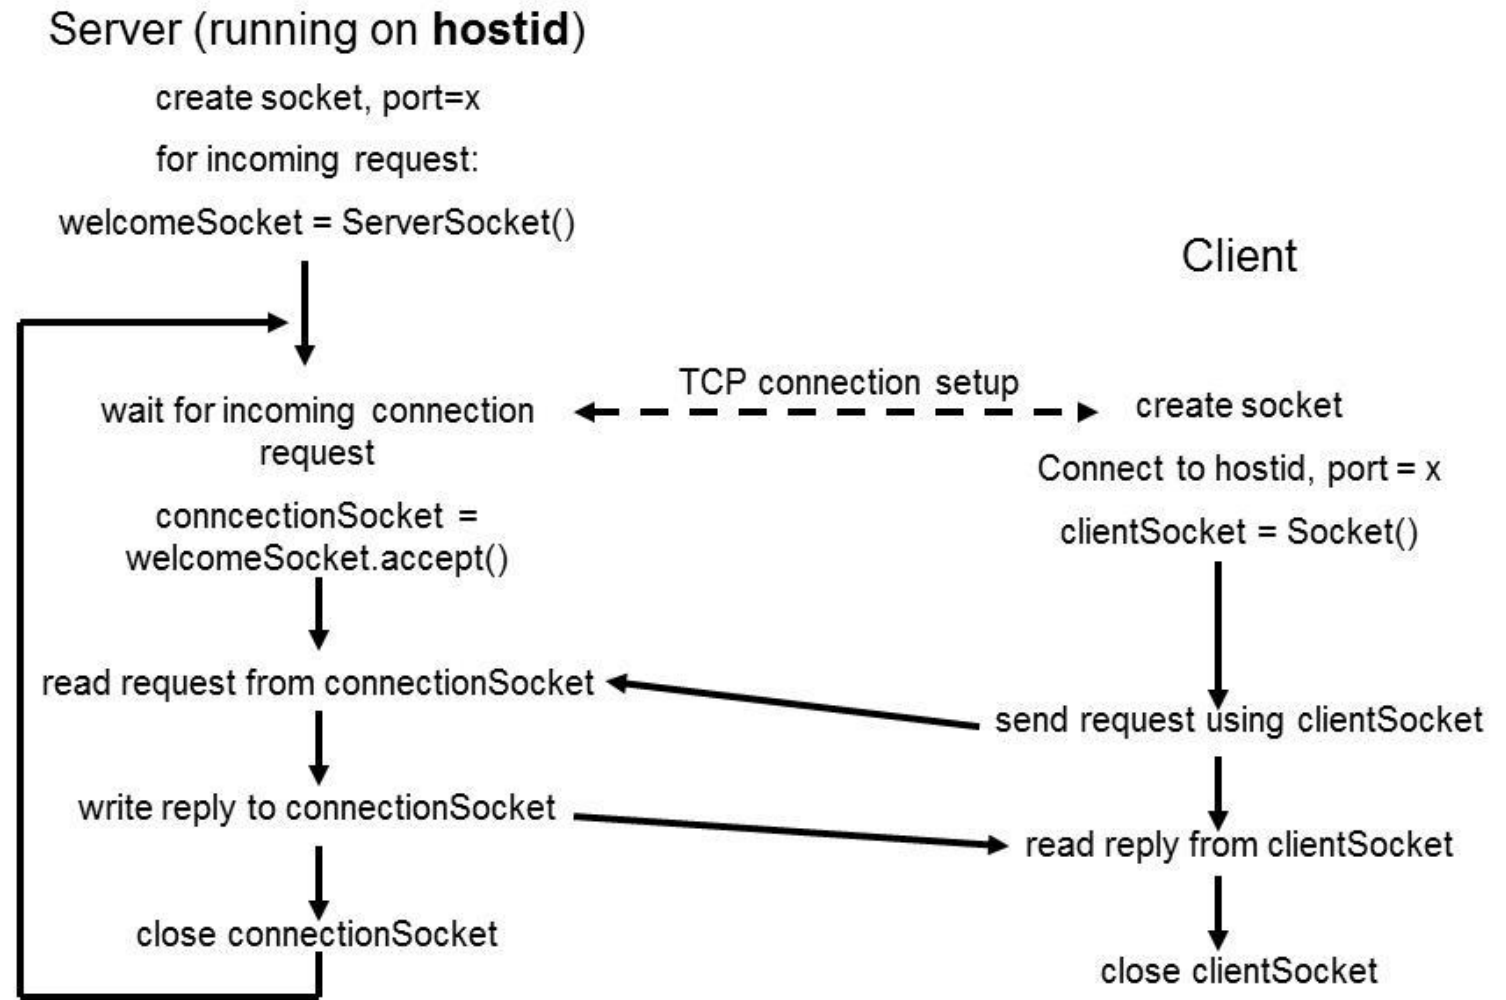 Server (running on hostid)
create socket, port=x
for incoming request:
welcomeSocket = ServerSocket()
Client
TCP connection setup
wait for incoming connection
request
create socket
Connect to hostid, port = x
conncectionSocket =
welcomeSocket.accept()
clientSocket = Socket()
read request from connectionSocket
send request using clientSocket
write reply to connectionSocket
read reply from clientSocket
close connectionSocket
close clientSocket